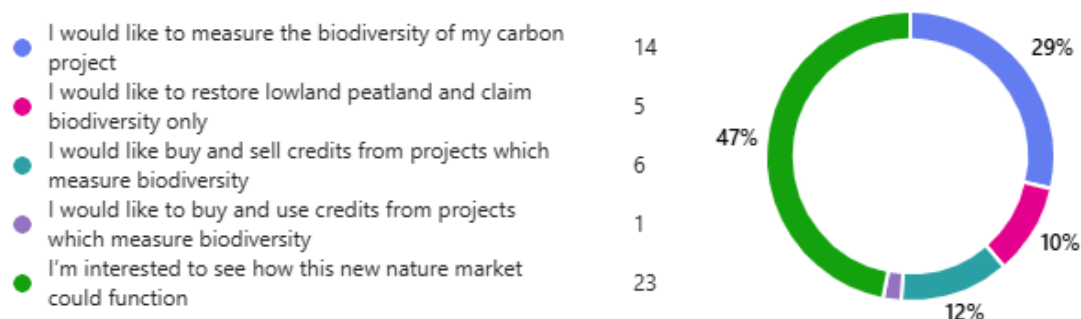 I would like to measure the biodiversity of my carbon
project
14
I would like to restore lowland peatland and claim
biodiversity only
5
I would like buy and sell credits from projects which
measure biodiversity
6
I would like to buy and use credits from projects
which measure biodiversity
1
I'm interested to see how this new nature market
could function
23
29%
47%
10%
12%